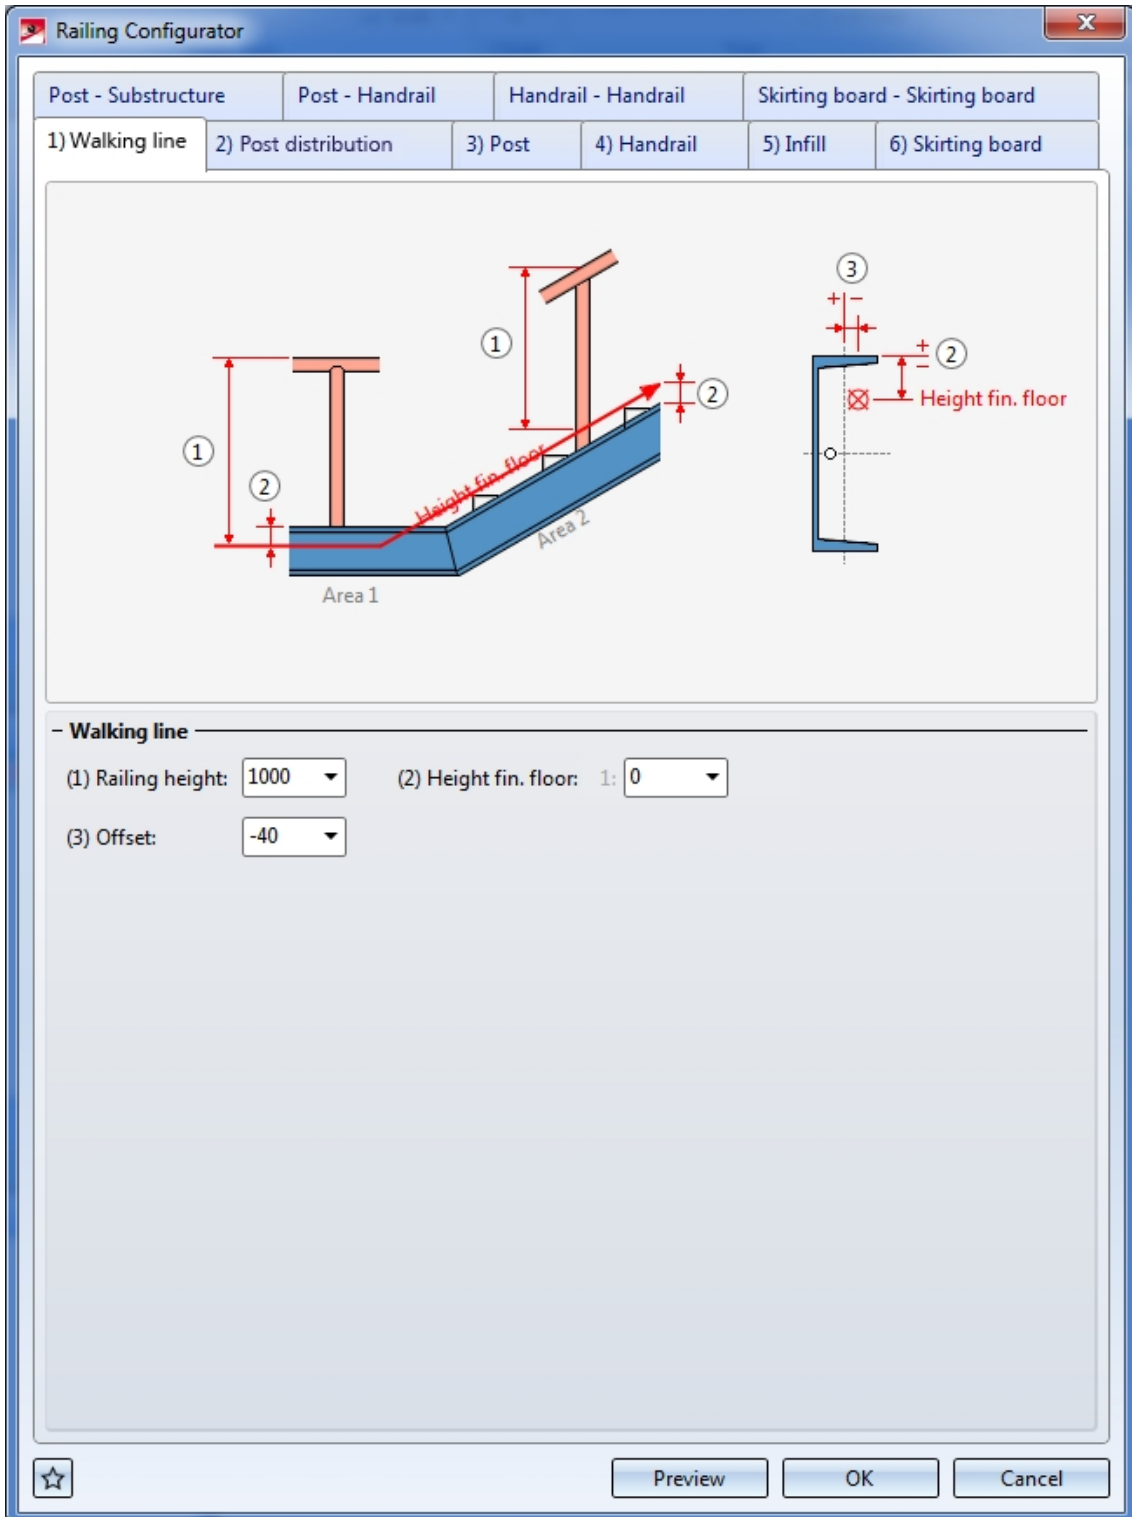 Railing Configurator
x
Post - Substructure Post - Handrail Handrail - Handrail Skirting board - Skirting board
1) Walking line 2) Post distribution 3) Post 4) Handrail 5) Infill 6) Skirting board
3
+ -
1
2
+
-
2
Height fin. floor
1
2
Height fin. floor
Area 2
Area 1
- Walking line
(1) Railing height: 1000 (2) Height fin. floor: 1: 0
(3) Offset: -40
Preview OK Cancel